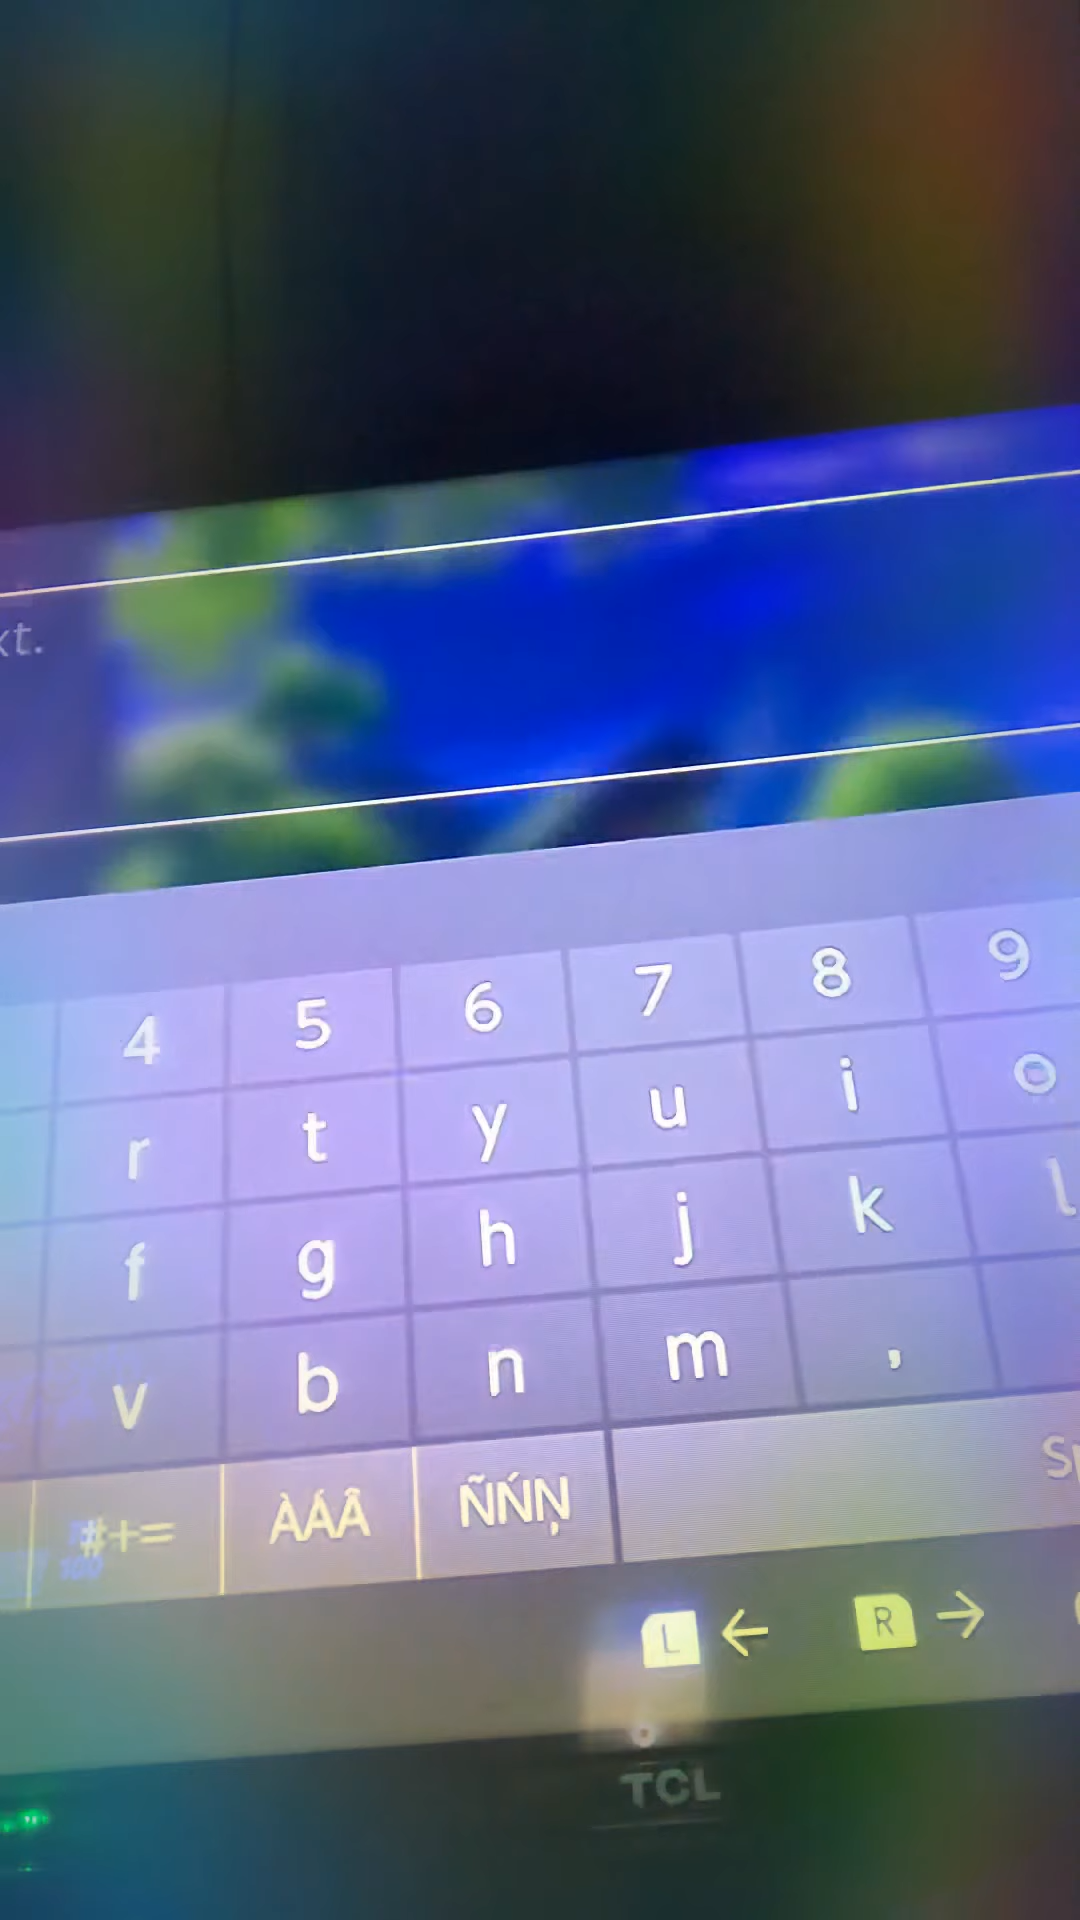 xt.
4 5 6 7 8 9
r t y u i o
f g h j k l
v b n m ,
#+= ÀÁÂ ÑŃŅ
L ← R →
TCL